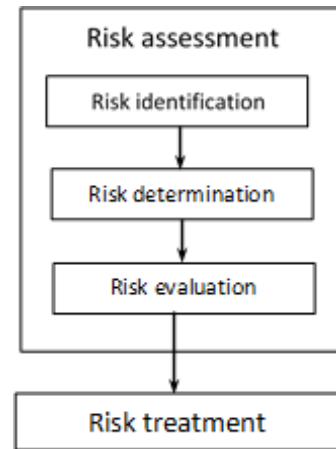 Risk assessment
Risk identification
Risk determination
Risk evaluation
Risk treatment